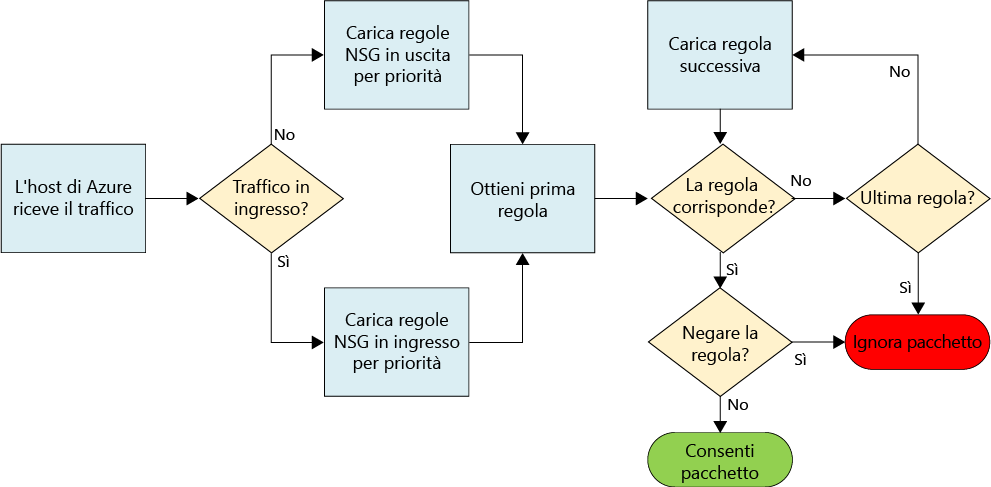 L'host di Azure
riceve il traffico
Traffico in
ingresso?
No
Sì
Carica regole
NSG in uscita
per priorità
Carica regole
NSG in ingresso
per priorità
Ottieni prima
regola
Carica regola
successiva
La regola
corrisponde?
No
Sì
Ultima regola?
No
Sì
Negare la
regola?
Sì
No
Ignora pacchetto
Consenti
pacchetto